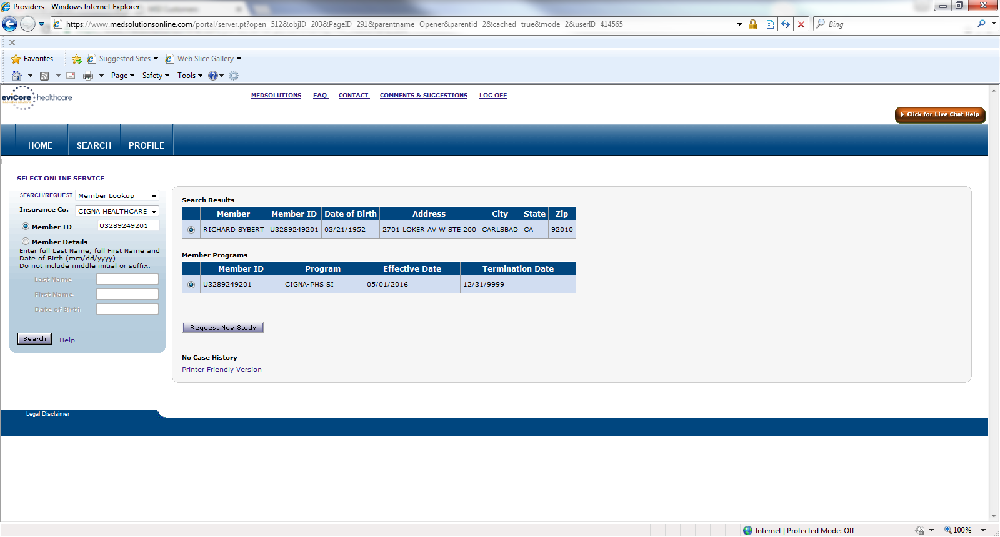 Providers - Windows Internet Explorer
https://www.medsolutionsonline.com/portal/server.pt?open=512&objID=203&PageID=291&parentname=Opener&parentid=2&cached=true&mode=2&userID=414565
Bing
x
Favorites Suggested Sites Web Slice Gallery
Page Safety Tools
eviCore healthcare
MEDSOLUTIONS FAQ CONTACT COMMENTS & SUGGESTIONS LOG OFF
Click for Live Chat Help
HOME SEARCH PROFILE
SELECT ONLINE SERVICE
SEARCH/REQUEST Member Lookup
Insurance Co. CIGNA HEALTHCARE
Member ID U3289249201
Member Details
Enter full Last Name, full First Name and
Date of Birth (mm/dd/yyyy)
Do not include middle initial or suffix.
Last Name
First Name
Date of Birth
Search Help
Search Results
Member Member ID Date of Birth Address City State Zip
RICHARD SYBERT U3289249201 03/21/1952 2701 LOKER AV W STE 200 CARLSBAD CA 92010
Member Programs
Member ID Program Effective Date Termination Date
U3289249201 CIGNA-PHS SI 05/01/2016 12/31/9999
Request New Study
No Case History
Printer Friendly Version
Legal Disclaimer
Internet | Protected Mode: Off
100%